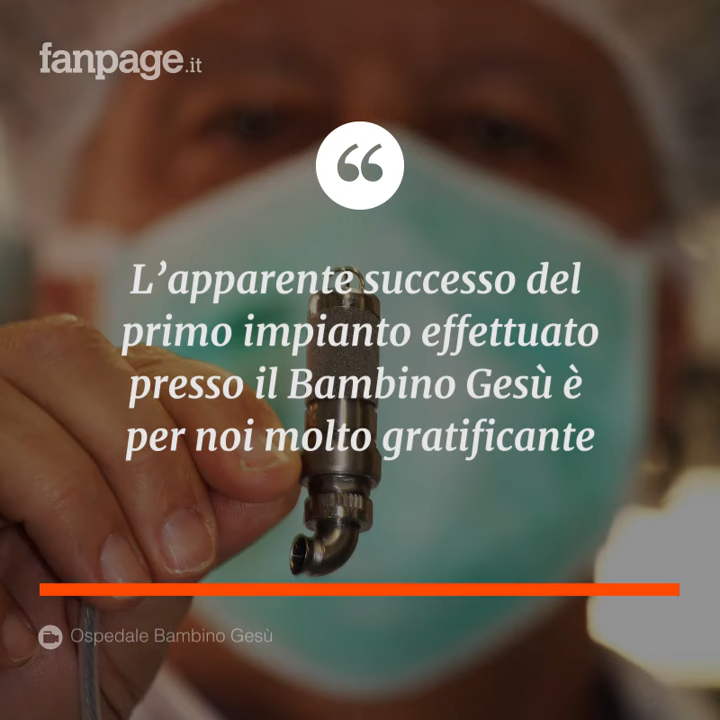 fanpage.it
“
L’apparente successo del
primo impianto effettuato
presso il Bambino Gesù è
per noi molto gratificante
Ospedale Bambino Gesù